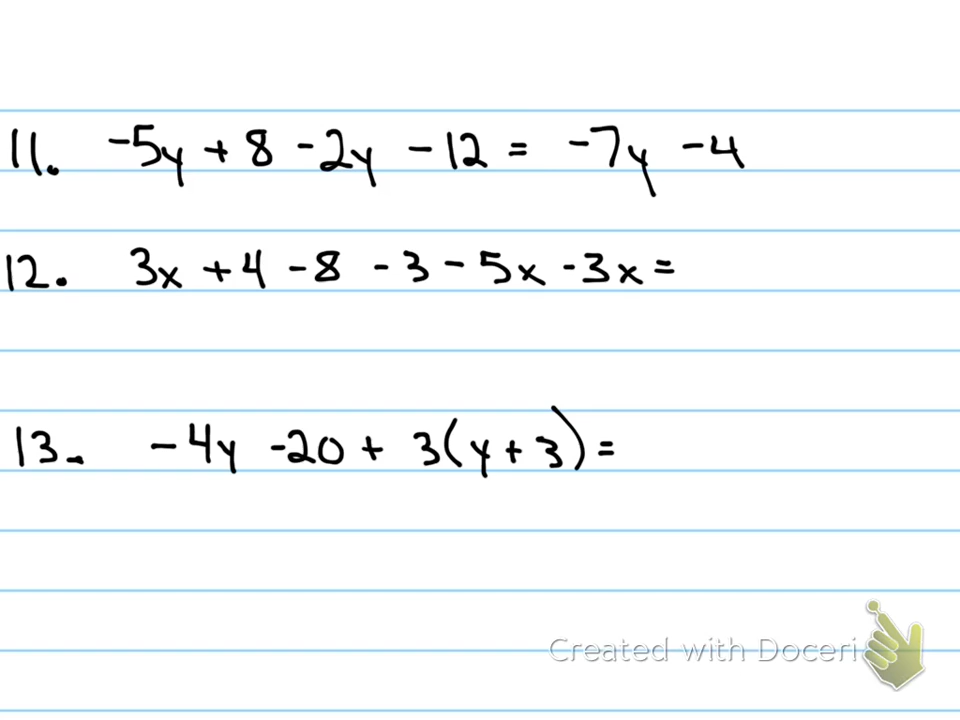 11. -5y + 8 - 2y - 12 = -7y - 4
12. 3x + 4 - 8 - 3 - 5x - 3x =
13. -4y - 20 + 3(y + 3) =
Created with Doceri